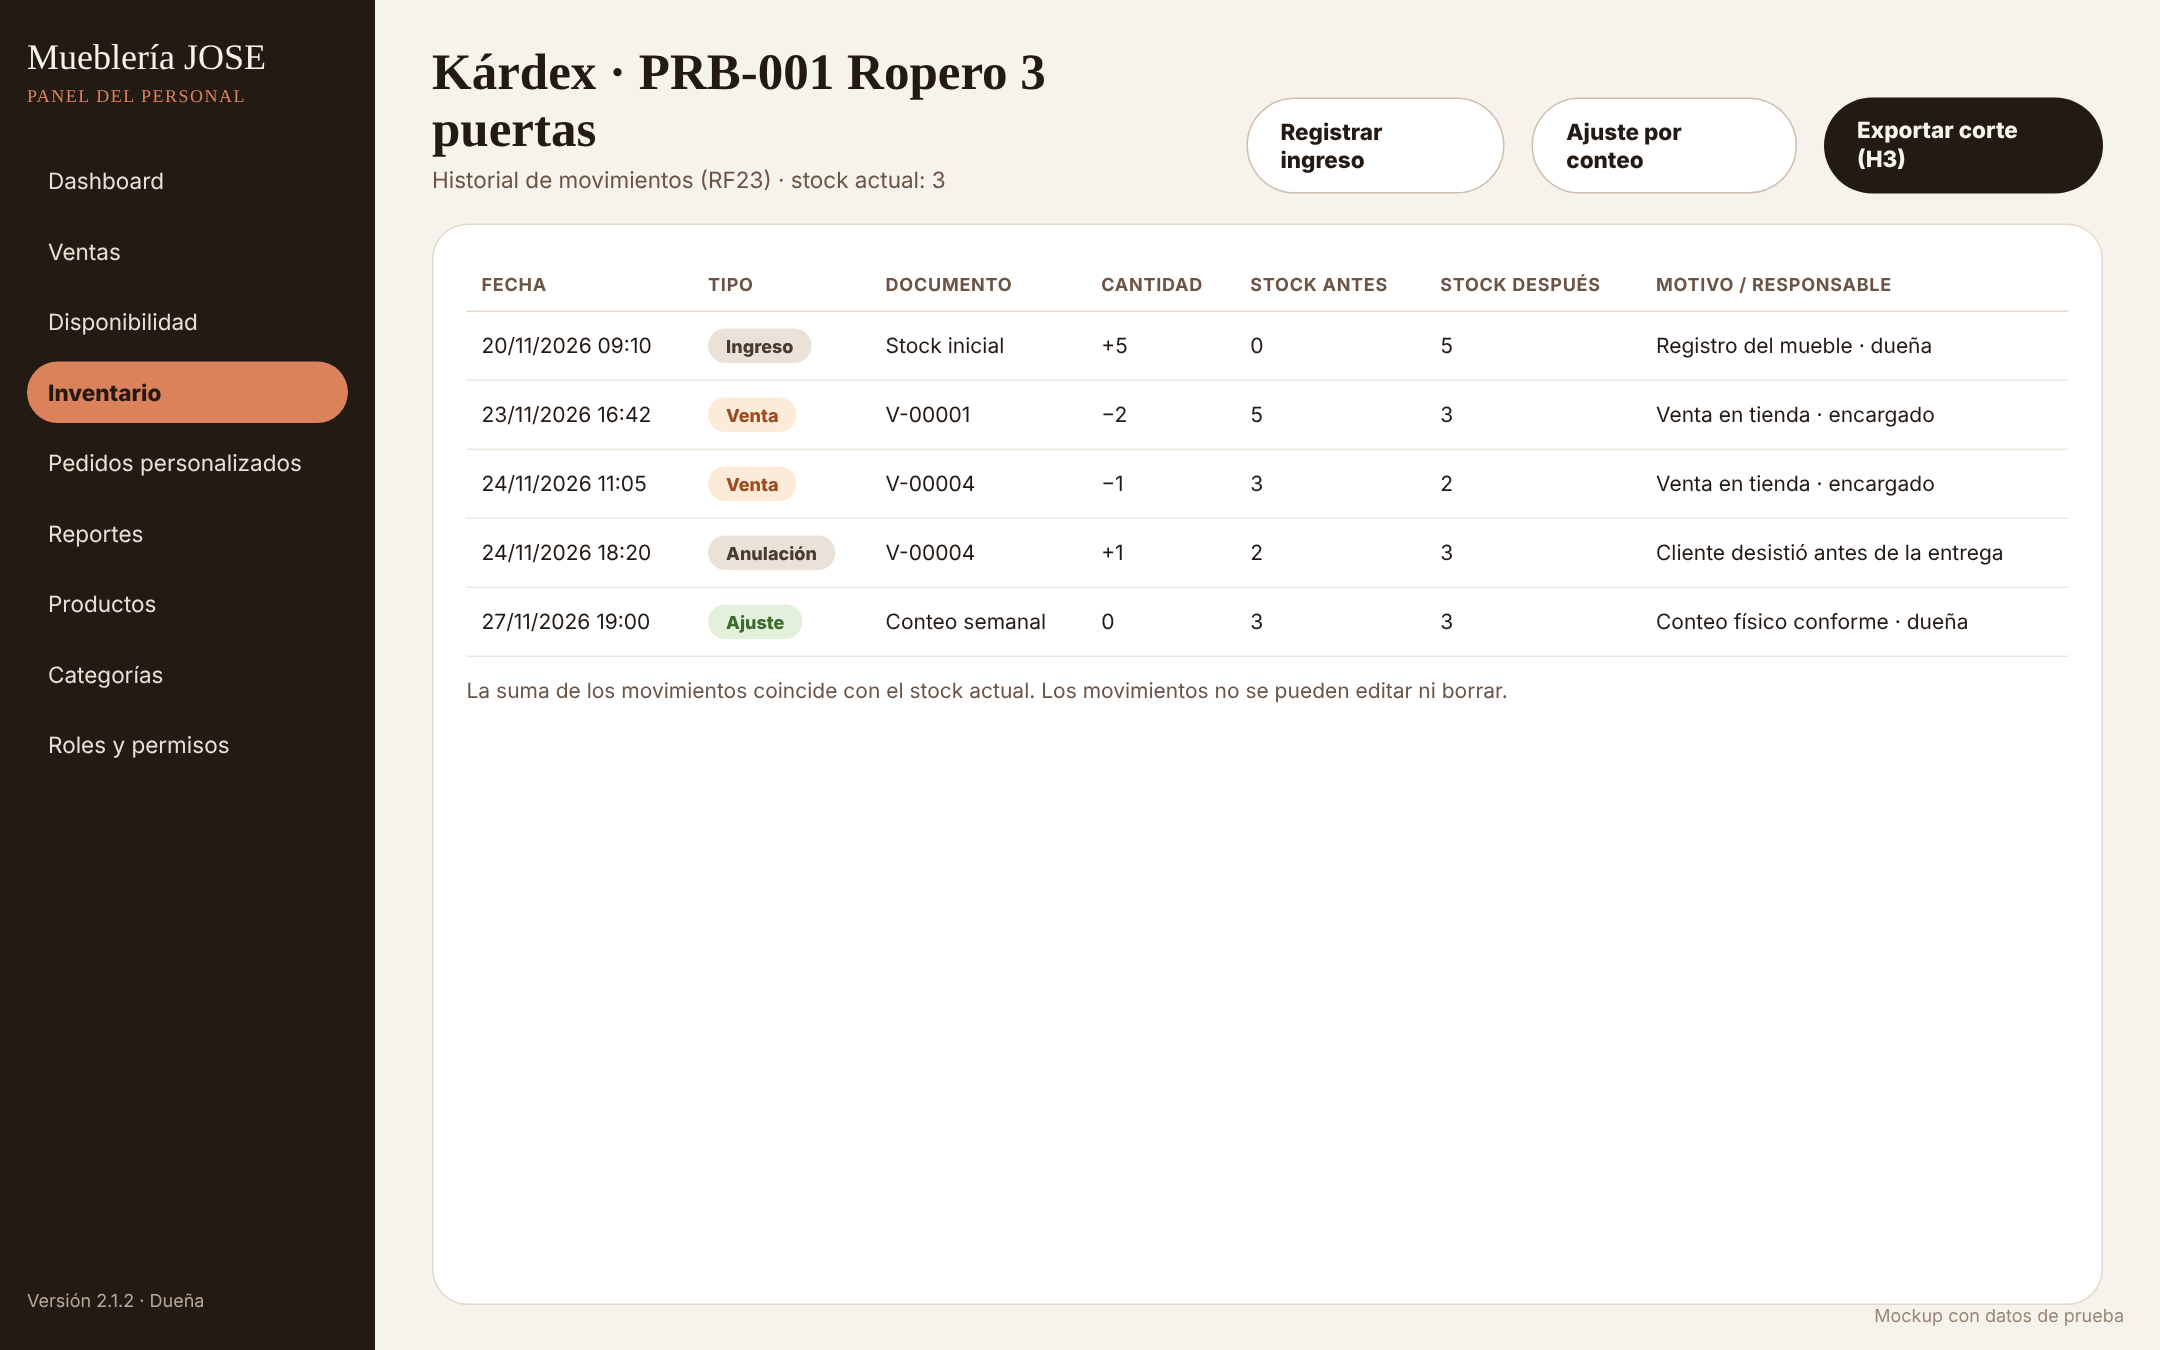 Mueblería JOSE
PANEL DEL PERSONAL
Dashboard
Ventas
Disponibilidad
Inventario
Pedidos personalizados
Reportes
Productos
Categorías
Roles y permisos
Versión 2.1.2 · Dueña
Kárdex · PRB-001 Ropero 3
puertas
Historial de movimientos (RF23) · stock actual: 3
Registrar
ingreso
Ajuste por
conteo
Exportar corte
(H3)
FECHA TIPO DOCUMENTO CANTIDAD STOCK ANTES STOCK DESPUÉS MOTIVO / RESPONSABLE
20/11/2026 09:10 Ingreso Stock inicial +5 0 5 Registro del mueble · dueña
23/11/2026 16:42 Venta V-00001 −2 5 3 Venta en tienda · encargado
24/11/2026 11:05 Venta V-00004 −1 3 2 Venta en tienda · encargado
24/11/2026 18:20 Anulación V-00004 +1 2 3 Cliente desistió antes de la entrega
27/11/2026 19:00 Ajuste Conteo semanal 0 3 3 Conteo físico conforme · dueña
La suma de los movimientos coincide con el stock actual. Los movimientos no se pueden editar ni borrar.
Mockup con datos de prueba